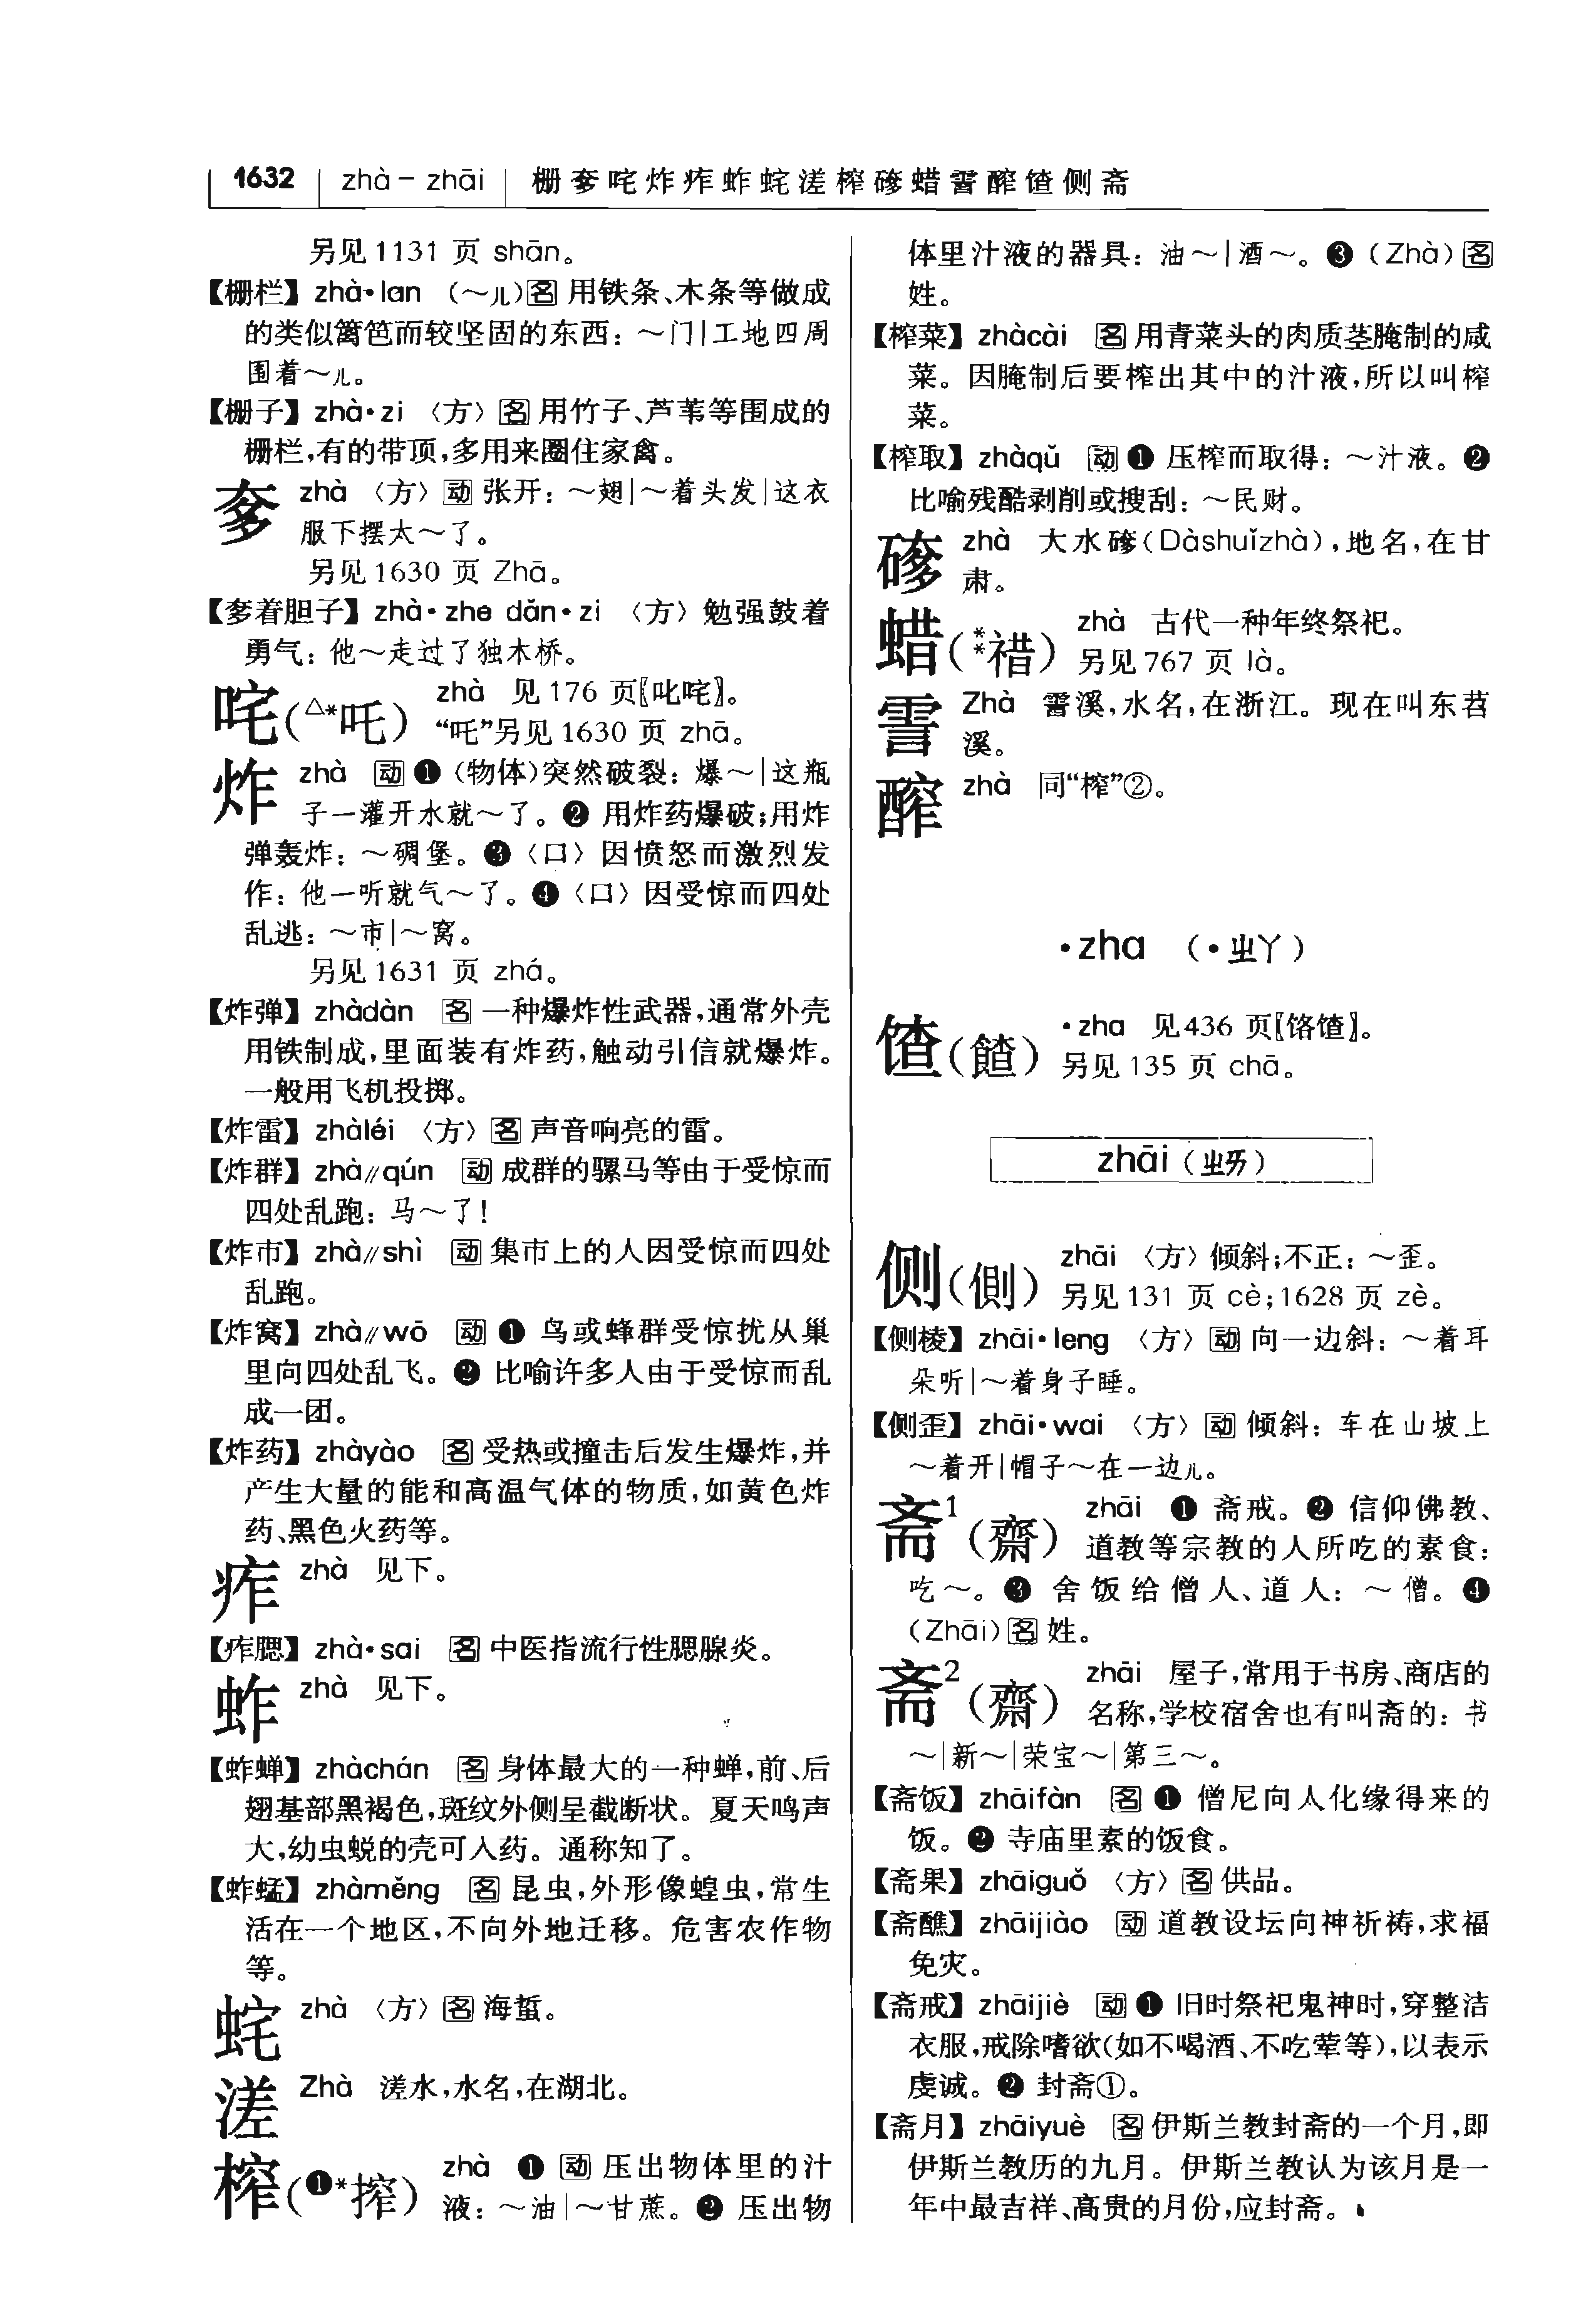 1632 zhà – zhāi 栅奓咤炸痄蚱䖳溠榨䃎蜡霅醡馇侧斋
另见 1131 页 shān。
【栅栏】 zhà·lan （～儿）名 用铁条、木条等做成
的类似篱笆而较坚固的东西：～门｜工地四周
围着～儿。
【栅子】 zhà·zi 〈方〉名 用竹子、芦苇等围成的
栅栏，有的带顶，多用来圈住家禽。
奓 zhà 〈方〉动 张开：～翅｜～着头发｜这衣
服下摆太～了。
另见 1630 页 Zhā。
【奓着胆子】 zhà·zhe dǎn·zi 〈方〉 勉强鼓着
勇气：他～走过了独木桥。
咤（△*吒） zhà 见 176 页〖叱咤〗。
“吒”另见 1630 页 zhā。
炸 zhà 动 ❶（物体）突然破裂：爆～｜这瓶
子一灌开水就～了。❷ 用炸药爆破；用炸
弹轰炸：～碉堡。❸〈口〉因愤怒而激烈发
作：他一听就气～了。❹〈口〉因受惊而四处
乱逃：～市｜～窝。
另见 1631 页 zhá。
【炸弹】 zhàdàn 名 一种爆炸性武器，通常外壳
用铁制成，里面装有炸药，触动引信就爆炸。
一般用飞机投掷。
【炸雷】 zhàléi 〈方〉名 声音响亮的雷。
【炸群】 zhà//qún 动 成群的骡马等由于受惊而
四处乱跑：马～了！
【炸市】 zhà//shì 动 集市上的人因受惊而四处
乱跑。
【炸窝】 zhà//wō 动 ❶ 鸟或蜂群受惊扰从巢
里向四处乱飞。❷ 比喻许多人由于受惊而乱
成一团。
【炸药】 zhàyào 名 受热或撞击后发生爆炸，并
产生大量的能和高温气体的物质，如黄色炸
药、黑色火药等。
痄 zhà 见下。
【痄腮】 zhà·sai 名 中医指流行性腮腺炎。
蚱 zhà 见下。
【蚱蝉】 zhàchán 名 身体最大的一种蝉，前、后
翅基部黑褐色，斑纹外侧呈截断状。夏天鸣声
大，幼虫蜕的壳可入药。通称知了。
【蚱蜢】 zhàměng 名 昆虫，外形像蝗虫，常生
活在一个地区，不向外地迁移。危害农作物
等。
䖳 zhà 〈方〉名 海蜇。
溠 Zhà 溠水，水名，在湖北。
榨（❶*搾） zhà ❶ 动 压出物体里的汁
液：～油｜～甘蔗。❷ 压出物
体里汁液的器具：油～｜酒～。❸（Zhà）名
姓。
【榨菜】 zhàcài 名 用青菜头的肉质茎腌制的咸
菜。因腌制后要榨出其中的汁液，所以叫榨
菜。
【榨取】 zhàqǔ 动 ❶ 压榨而取得：～汁液。❷
比喻残酷剥削或搜刮：～民财。
䃎 zhà 大水䃎（Dàshuǐzhà），地名，在甘
肃。
蜡（**䄍） zhà 古代一种年终祭祀。
另见 767 页 là。
霅 Zhà 霅溪，水名，在浙江。现在叫东苕
溪。
醡 zhà 同“榨”②。
·zha （·ㄓㄚ）
馇（餷） ·zha 见 436 页〖饹馇〗。
另见 135 页 chā。
zhāi（ㄓㄞ）
侧（側） zhāi 〈方〉倾斜；不正：～歪。
另见 131 页 cè；1628 页 zè。
【侧棱】 zhāi·leng 〈方〉动 向一边斜：～着耳
朵听｜～着身子睡。
【侧歪】 zhāi·wai 〈方〉动 倾斜：车在山坡上
～着开｜帽子～在一边儿。
斋1（齋） zhāi ❶ 斋戒。❷ 信仰佛教、
道教等宗教的人所吃的素食：
吃～。❸ 舍饭给僧人、道人：～僧。❹
（Zhāi）名 姓。
斋2（齋） zhāi 屋子，常用于书房、商店的
名称，学校宿舍也有叫斋的：书
～｜新～｜荣宝～｜第三～。
【斋饭】 zhāifàn 名 ❶ 僧尼向人化缘得来的
饭。❷ 寺庙里素的饭食。
【斋果】 zhāiguǒ 〈方〉名 供品。
【斋醮】 zhāijiào 动 道教设坛向神祈祷，求福
免灾。
【斋戒】 zhāijiè 动 ❶ 旧时祭祀鬼神时，穿整洁
衣服，戒除嗜欲（如不喝酒、不吃荤等），以表示
虔诚。❷ 封斋①。
【斋月】 zhāiyuè 名 伊斯兰教封斋的一个月，即
伊斯兰教历的九月。伊斯兰教认为该月是一
年中最吉祥、高贵的月份，应封斋。